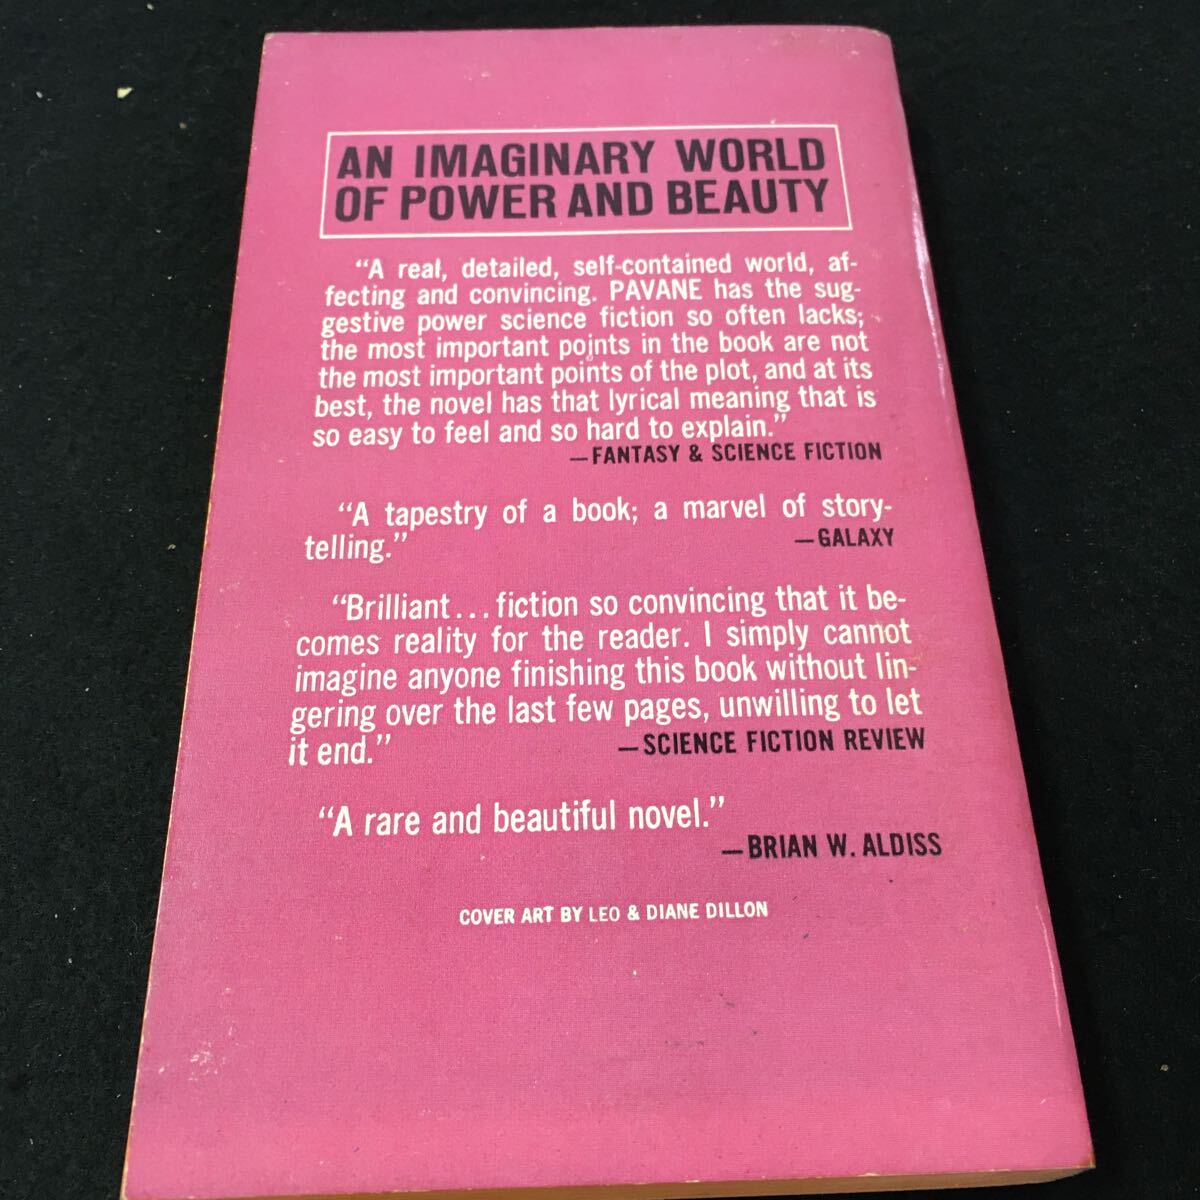 AN IMAGINARY WORLD
OF POWER AND BEAUTY
“A real, detailed, self-contained world, af-
fecting and convincing. PAVANE has the sug-
gestive power science fiction so often lacks;
the most important points in the book are not
the most important points of the plot, and at its
best, the novel has that lyrical meaning that is
so easy to feel and so hard to explain.”
—FANTASY & SCIENCE FICTION
“A tapestry of a book; a marvel of story-
telling.” —GALAXY
“Brilliant...fiction so convincing that it be-
comes reality for the reader. I simply cannot
imagine anyone finishing this book without lin-
gering over the last few pages, unwilling to let
it end.” —SCIENCE FICTION REVIEW
“A rare and beautiful novel.”
—BRIAN W. ALDISS
COVER ART BY LEO & DIANE DILLON